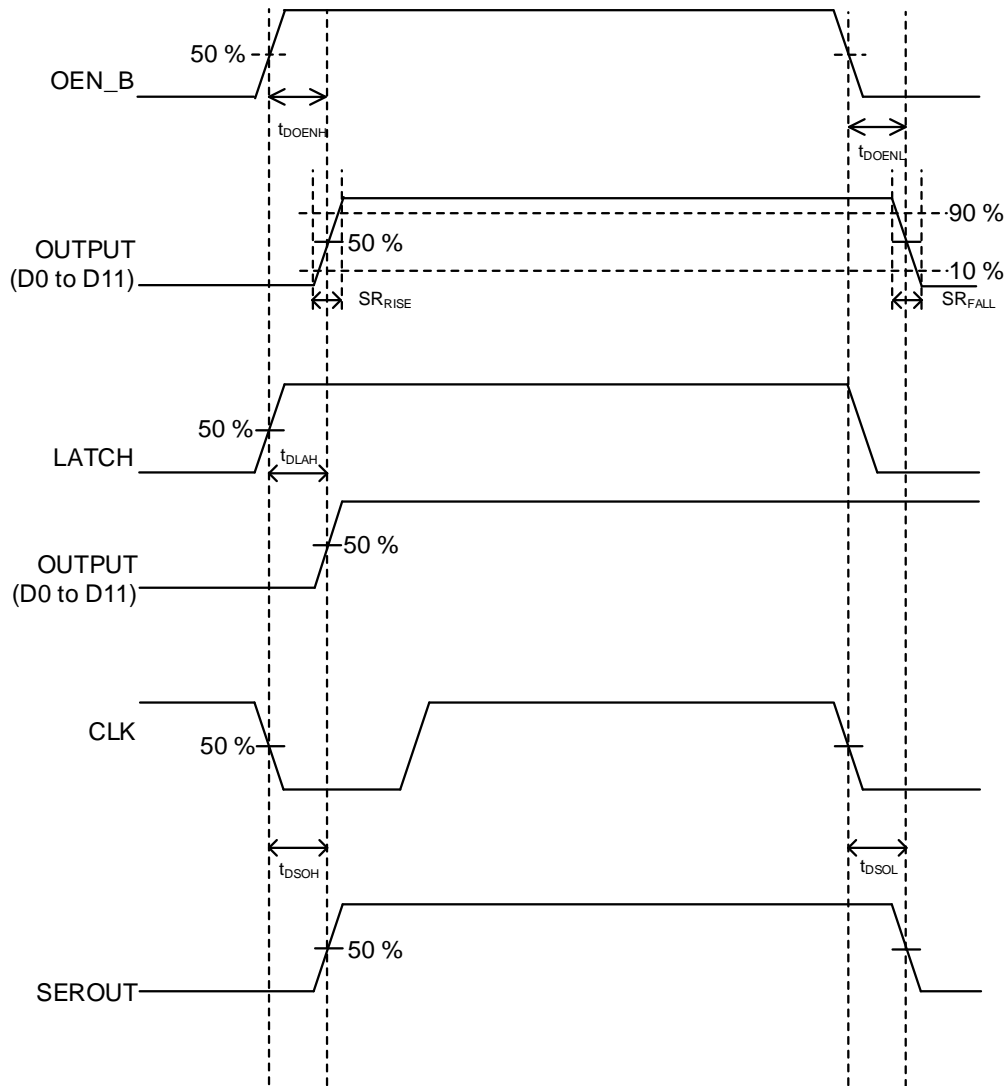 50 %
OEN_B
tDOENH
tDOENL
90 %
50 %
OUTPUT
(D0 to D11)
10 %
SRRISE
SRFALL
50 %
LATCH
tDLAH
50 %
OUTPUT
(D0 to D11)
CLK
50 %
tDSOH
tDSOL
50 %
SEROUT